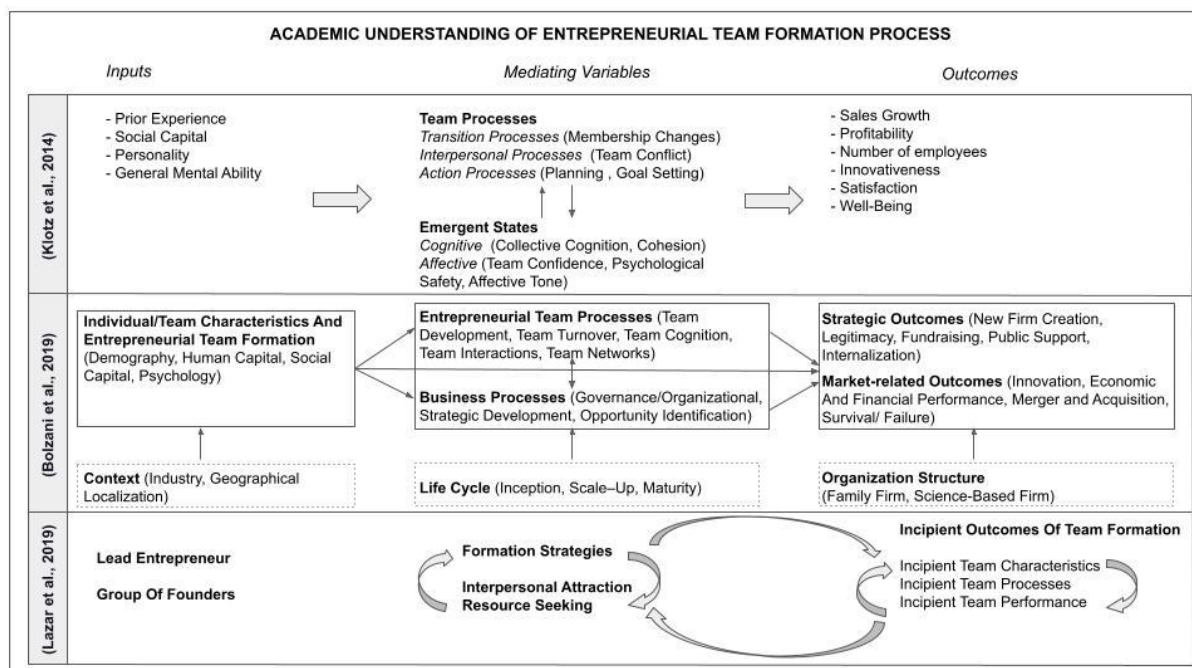 ACADEMIC UNDERSTANDING OF ENTREPRENEURIAL TEAM FORMATION PROCESS
Inputs
Mediating Variables
Outcomes
(Klotz et al., 2014)
- Prior Experience
- Social Capital
- Personality
- General Mental Ability
Team Processes
Transition Processes (Membership Changes)
Interpersonal Processes (Team Conflict)
Action Processes (Planning , Goal Setting)
Emergent States
Cognitive (Collective Cognition, Cohesion)
Affective (Team Confidence, Psychological
Safety, Affective Tone)
- Sales Growth
- Profitability
- Number of employees
- Innovativeness
- Satisfaction
- Well-Being
(Bolzani et al., 2019)
Individual/Team Characteristics And
Entrepreneurial Team Formation
(Demography, Human Capital, Social
Capital, Psychology)
Context (Industry, Geographical
Localization)
Entrepreneurial Team Processes (Team
Development, Team Turnover, Team Cognition,
Team Interactions, Team Networks)
Business Processes (Governance/Organizational,
Strategic Development, Opportunity Identification)
Life Cycle (Inception, Scale–Up, Maturity)
Strategic Outcomes (New Firm Creation,
Legitimacy, Fundraising, Public Support,
Internalization)
Market-related Outcomes (Innovation, Economic
And Financial Performance, Merger and Acquisition,
Survival/ Failure)
Organization Structure
(Family Firm, Science-Based Firm)
(Lazar et al., 2019)
Lead Entrepreneur
Group Of Founders
Formation Strategies
Interpersonal Attraction
Resource Seeking
Incipient Outcomes Of Team Formation
Incipient Team Characteristics
Incipient Team Processes
Incipient Team Performance